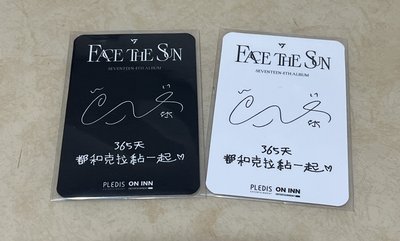 FACE THE SUN
SEVENTEEN 4TH ALBUM
365天
都和克拉黏一起♡
PLEDIS ON INN
FACE THE SUN
SEVENTEEN 4TH ALBUM
365天
都和克拉黏一起♡
PLEDIS ON INN